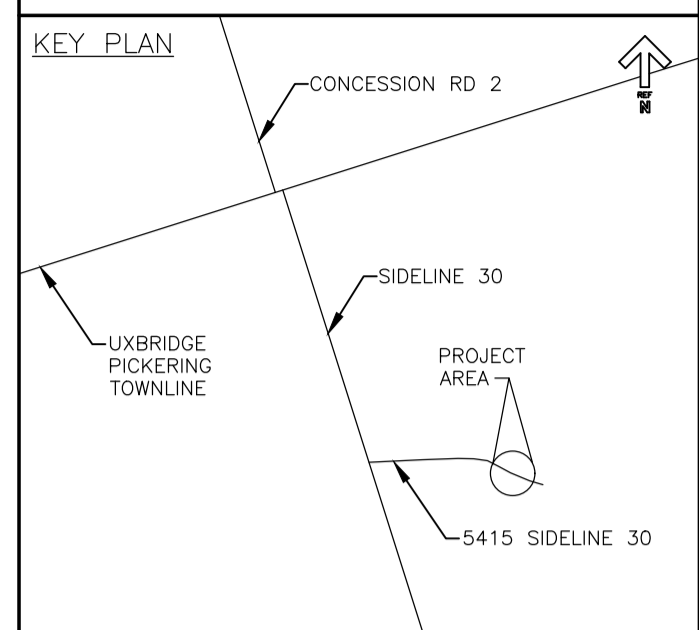 KEY PLAN
CONCESSION RD 2
REF
N
SIDELINE 30
UXBRIDGE
PICKERING
TOWNLINE
PROJECT
AREA
5415 SIDELINE 30